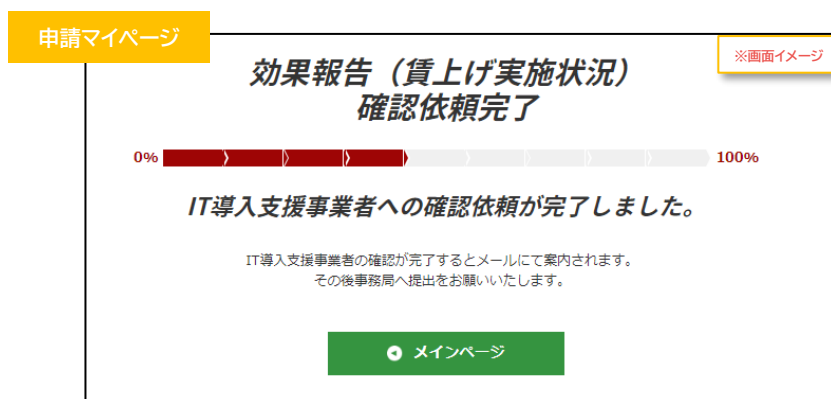 申請マイページ
※画面イメージ
効果報告（賃上げ実施状況）
確認依頼完了
0%
100%
IT導入支援事業者への確認依頼が完了しました。
IT導入支援事業者の確認が完了するとメールにて案内されます。
その後事務局へ提出をお願いいたします。
メインページ